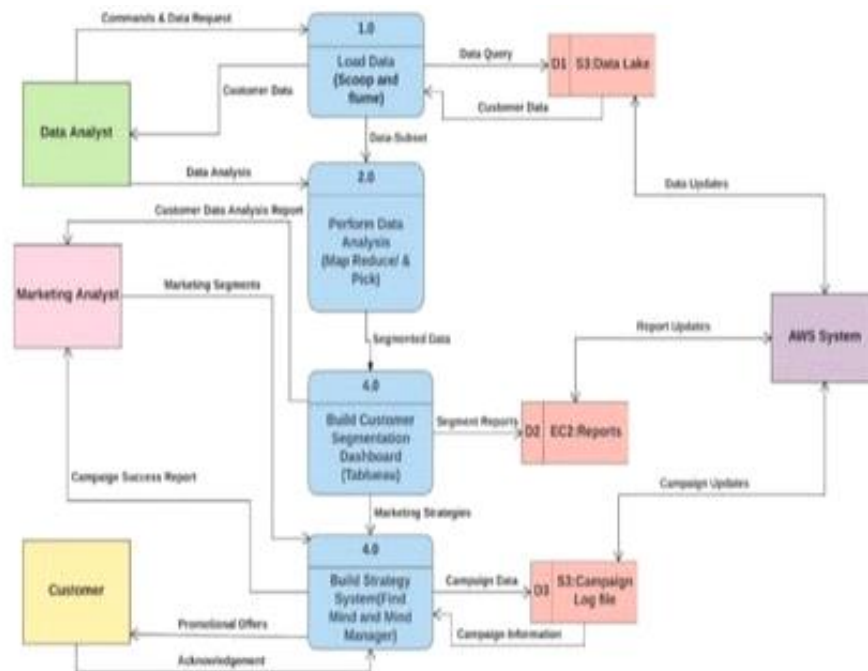 Commands & Data Request
1.0
Load Data
(Scoop and
flume)
Data Query
D1
S3:Data Lake
Customer Data
Customer Data
Data Analyst
Data Subset
Data Analysis
2.0
Data Updates
Customer Data Analysis Report
Perform Data
Analysis
(Map Reduce/ &
Pick)
Marketing Analyst
Marketing Segments
Report Updates
AWS System
Segmented Data
4.0
Build Customer
Segmentation
Dashboard
(Tablueau)
Segment Reports
D2
EC2:Reports
Campaign Success Report
Campaign Updates
Marketing Strategies
4.0
Build Strategy
System(Find
Mind and Mind
Manager)
Customer
Campaign Data
D3
S3:Campaign
Log file
Promotional Offers
Campaign Information
Acknowledgement